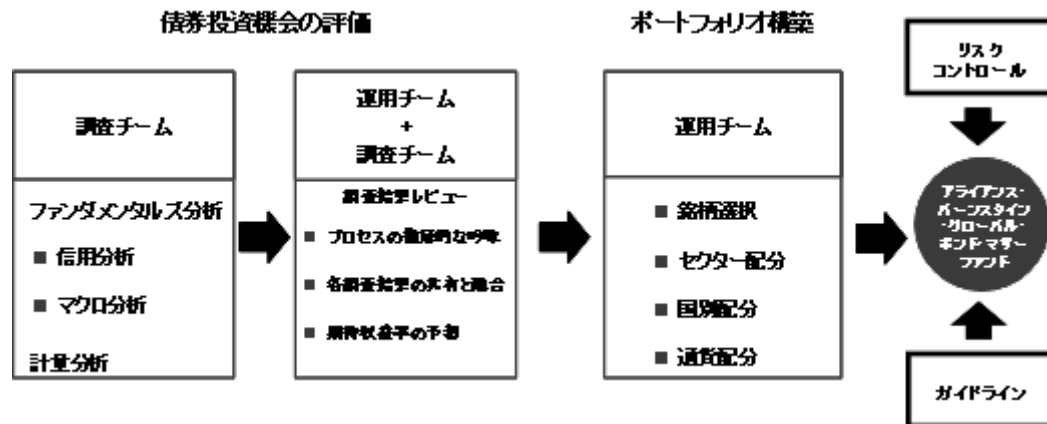 債券投資機会の評価
ポートフォリオ構築
調査チーム
ファンダメンタルズ分析
■ 信用分析
■ マクロ分析
計量分析
運用チーム
+
調査チーム
調査結果レビュー
■ プロセスの徹底的な吟味
■ 各調査結果の共有と融合
■ 期待収益率の予想
運用チーム
■ 銘柄選択
■ セクター配分
■ 国別配分
■ 通貨配分
リスク
コントロール
アライアンス・
バーンスタイン
・グローバル・
ボンド・マザー
ファンド
ガイドライン